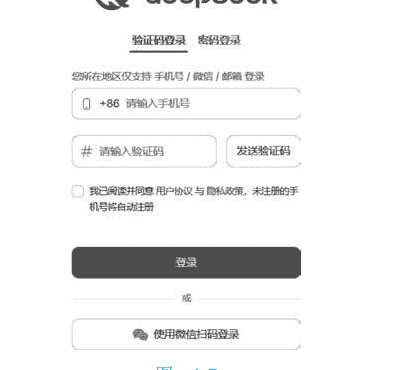 deepseek
验证码登录 密码登录
您所在地区仅支持 手机号 / 微信 / 邮箱 登录
+86 请输入手机号
# 请输入验证码 发送验证码
我已阅读并同意 用户协议 与 隐私政策，未注册的手
机号将自动注册
登录
或
使用微信扫码登录